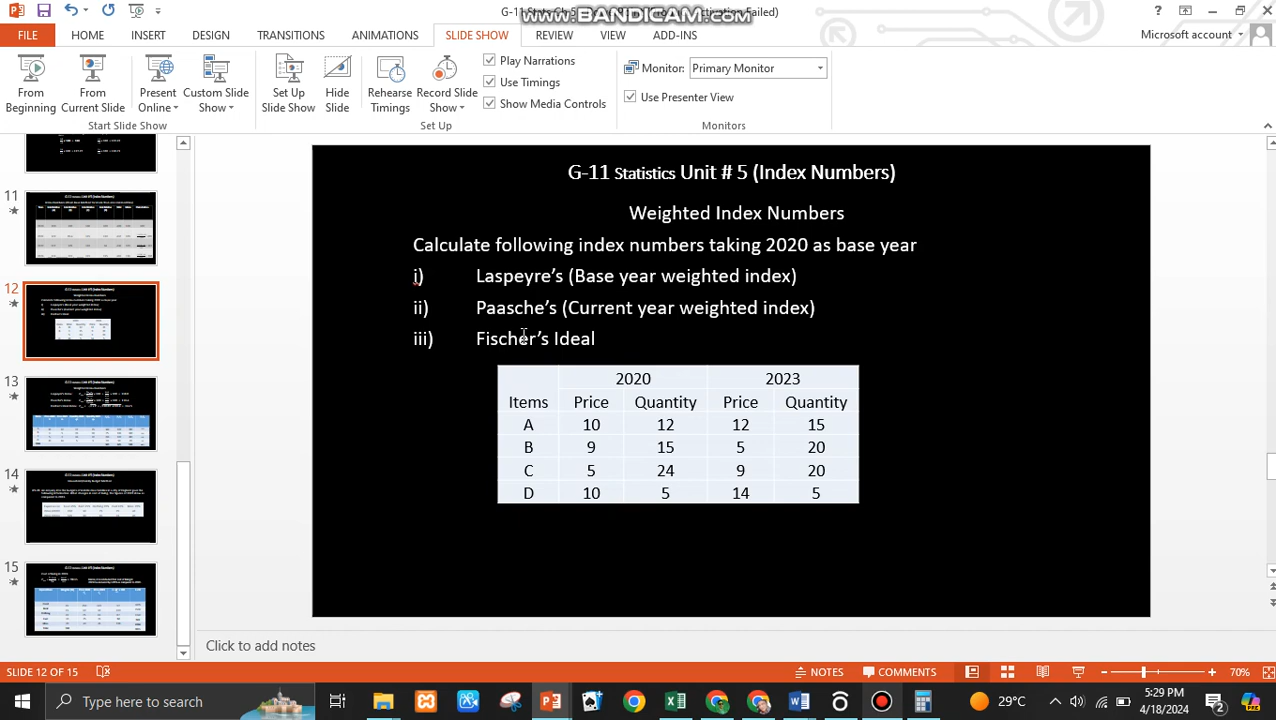 www.BANDICAM.com
FILE HOME INSERT DESIGN TRANSITIONS ANIMATIONS SLIDE SHOW REVIEW VIEW ADD-INS Microsoft account
From Beginning
From Current Slide
Present Online
Custom Slide Show
Set Up Slide Show
Hide Slide
Rehearse Timings
Record Slide Show
Play Narrations
Use Timings
Show Media Controls
Monitor: Primary Monitor
Use Presenter View
Start Slide Show Set Up Monitors
11
12
13
14
15
G-11 Statistics Unit # 5 (Index Numbers)
Weighted Index Numbers
Calculate following index numbers taking 2020 as base year
i) Laspeyre's (Base year weighted index)
ii) (Current year weighted index)
iii) Fischer's Ideal
2020
Items Price Quantity Price Quantity
A 10 12 12 15
B 9 15 5 20
5 24 9 20
D 10 5 14 5
Click to add notes
SLIDE 12 OF 15 NOTES COMMENTS 70%
Type here to search
29°C
5:29 PM
4/18/2024
2